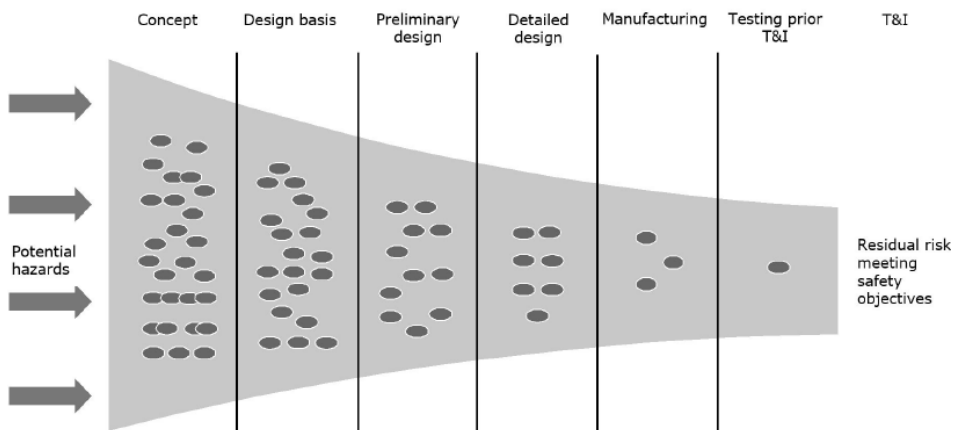 Concept
Design basis
Preliminary
design
Detailed
design
Manufacturing
Testing prior
T&I
T&I
Potential
hazards
Residual risk
meeting
safety
objectives